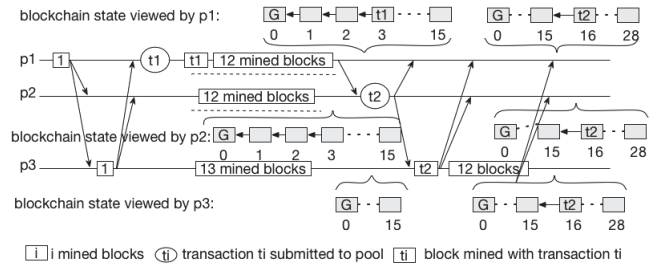 blockchain state viewed by p1: G t1 G t2
0 1 2 3 15 0 15 16 28
p1 1 t1 t1 12 mined blocks
p2 12 mined blocks t2
blockchain state viewed by p2: G G t2
0 1 2 3 15 0 15 16 28
p3 1 13 mined blocks t2 12 blocks
blockchain state viewed by p3: G G t2
0 15 0 15 16 28
i i mined blocks ti transaction ti submitted to pool ti block mined with transaction ti